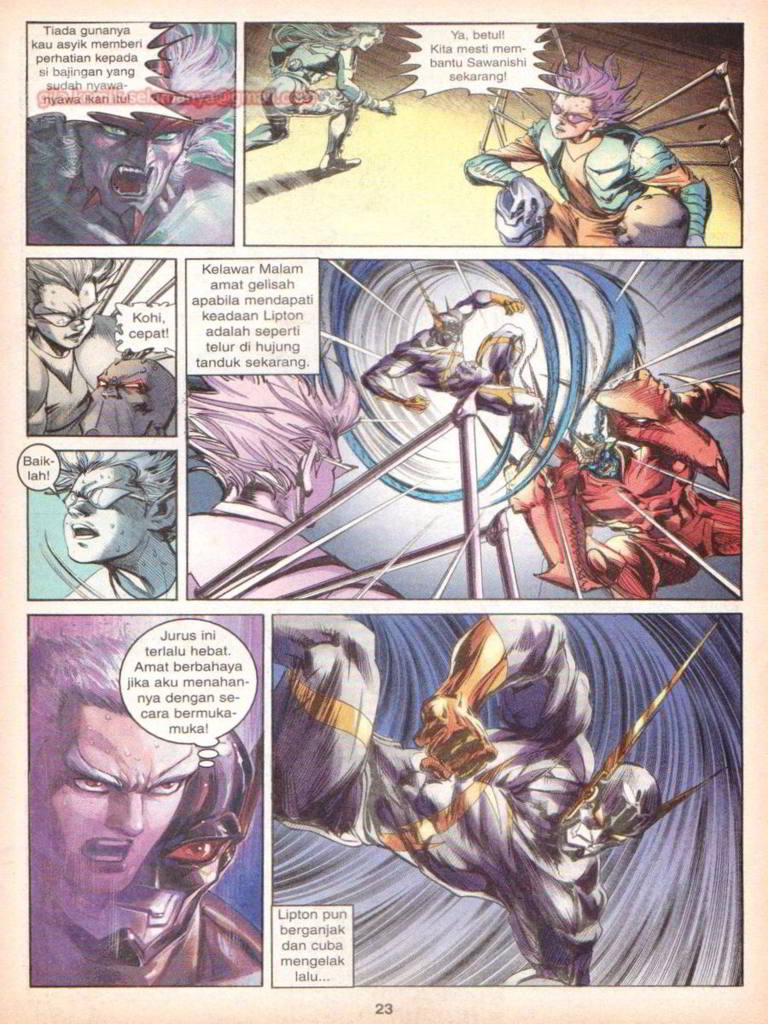 Tiada gunanya
kau asyik memberi
perhatian kepada
si bajingan yang
sudah nyawa-
nyawa ikan itu!
Ya, betul!
Kita mesti mem-
bantu Sawanishi
sekarang!
Kohi,
cepat!
Baik-
lah!
Kelawar Malam
amat gelisah
apabila mendapati
keadaan Lipton
adalah seperti
telur di hujung
tanduk sekarang.
Jurus ini
terlalu hebat.
Amat berbahaya
jika aku menahan-
nya dengan se-
cara bermuka-
muka!
Lipton pun
berganjak
dan cuba
mengelak
lalu...
23